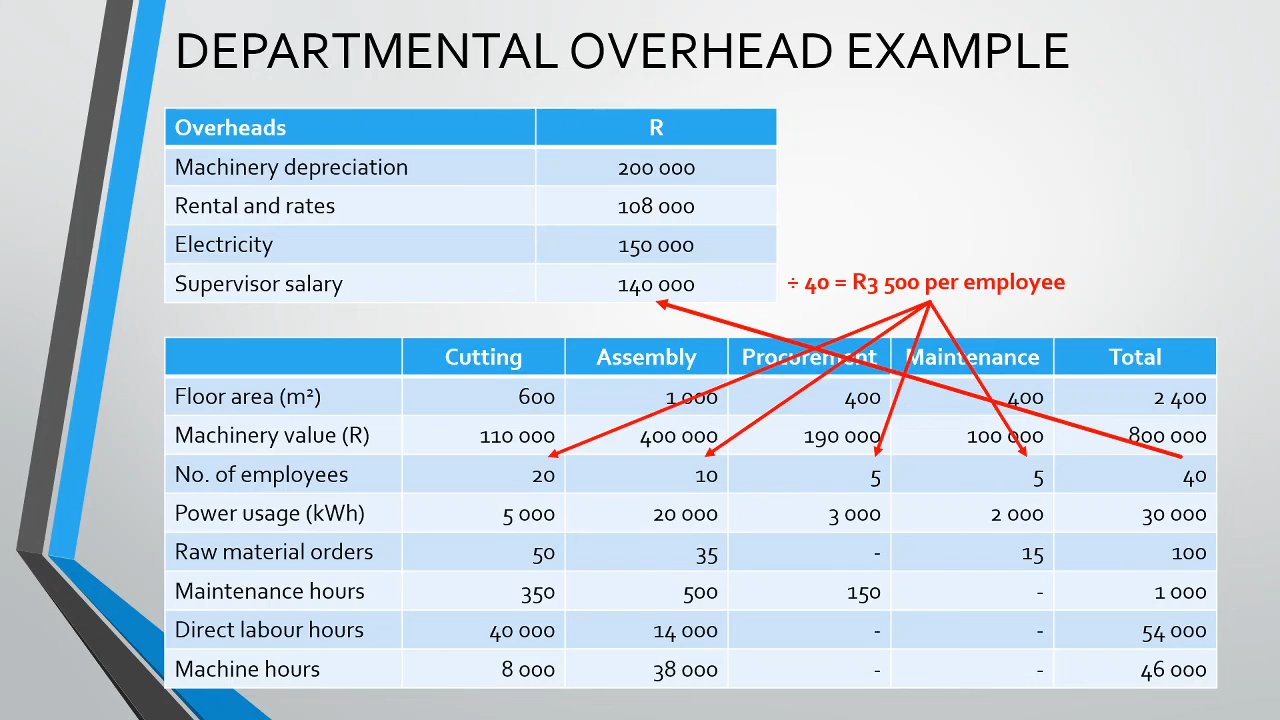 DEPARTMENTAL OVERHEAD EXAMPLE
Overheads R
Machinery depreciation 200 000
Rental and rates 108 000
Electricity 150 000
Supervisor salary 140 000 ÷ 40 = R3 500 per employee
Cutting Assembly Procurement Maintenance Total
Floor area (m²) 600 1 000 400 400 2 400
Machinery value (R) 110 000 400 000 190 000 100 000 800 000
No. of employees 20 10 5 5 40
Power usage (kWh) 5 000 20 000 3 000 2 000 30 000
Raw material orders 50 35 - 15 100
Maintenance hours 350 500 150 - 1 000
Direct labour hours 40 000 14 000 - - 54 000
Machine hours 8 000 38 000 - - 46 000